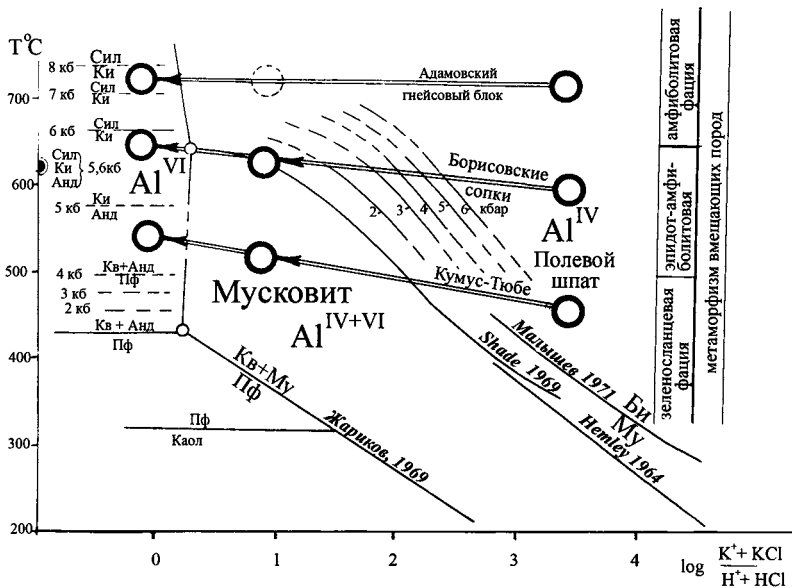 T°C
700
600
500
400
300
200
8 кб
Сил
Ки
7 кб
Сил
Ки
6 кб
Сил
Ки
Сил
Ки
Анд
5,6кб
5 кб
Ки
Анд
4 кб
Кв+Анд
Пф
3 кб
2 кб
Кв + Анд
Пф
Пф
Каол
Al VI
Мусковит
Al IV+VI
Al IV
Полевой
шпат
Адамовский
гнейсовый блок
Борисовские
сопки
Кумус-Тюбе
2- 3- 4- 5- 6- кбар
Кв+Му
Пф
Жариков, 1969
Малышев 1971
Би
Му
Shade 1969
Hemley 1964
амфиболитовая
фация
эпидот-амфи-
болитовая
зеленосланцевая
фация
метаморфизм вмещающих пород
0 1 2 3 4
log
K⁺+ KCl
H⁺+ HCl